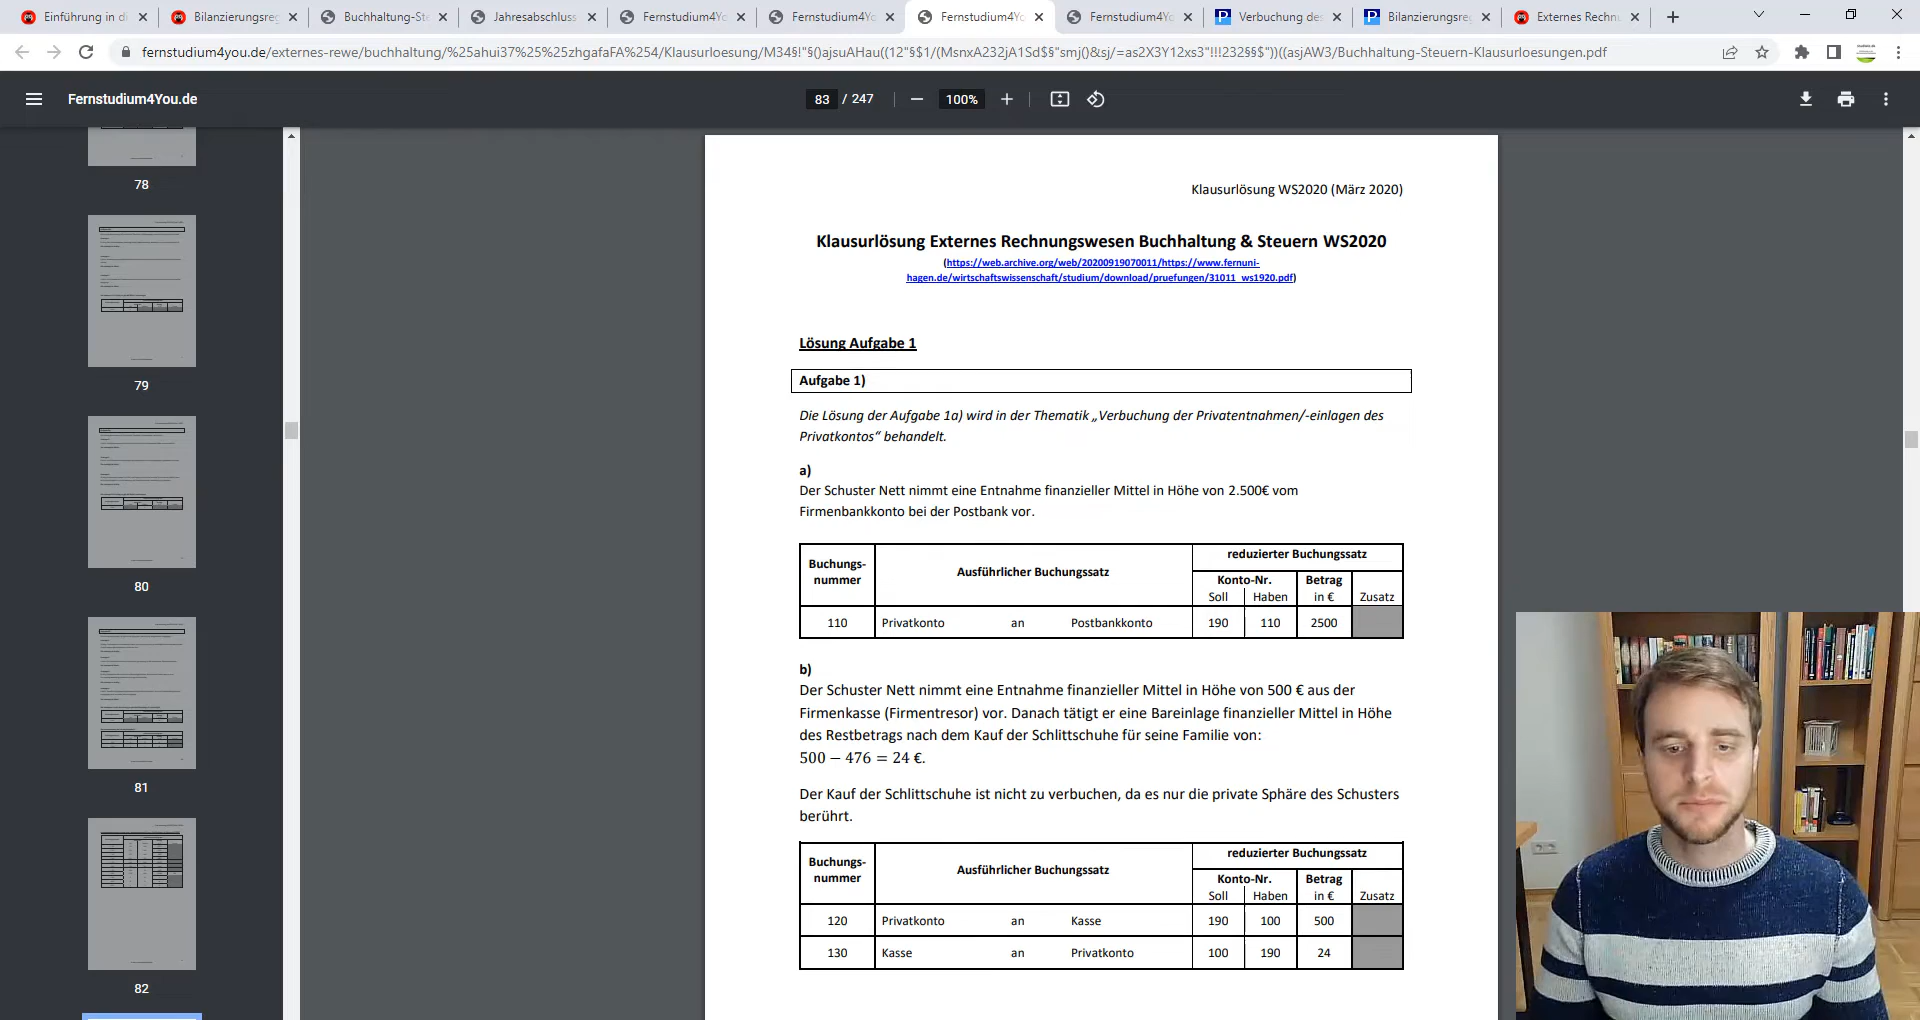 Einführung in di
Bilanzierungsreg
Buchhaltung-Ste
Jahresabschluss
Fernstudium4Yo
Fernstudium4Yo
Fernstudium4Yo
Fernstudium4Yo
Verbuchung des
Bilanzierungsreg
Externes Rechnu
fernstudium4you.de/externes-rewe/buchhaltung/%25ahui37%25%25zhgafaFA%254/Klausurloesung/M34§!"§()ajsuAHau((12"§$1/(MsnxA232jA1Sd$§"smj()&sj/=as2X3Y12xs3"!!!232§§$"))((asjAW3/Buchhaltung-Steuern-Klausurloesungen.pdf
Fernstudium4You.de
83 / 247
100%
78
79
80
81
82
Klausurlösung WS2020 (März 2020)
Klausurlösung Externes Rechnungswesen Buchhaltung & Steuern WS2020
(https://web.archive.org/web/20200919070011/https://www.fernuni-
hagen.de/wirtschaftswissenschaft/studium/download/pruefungen/31011_ws1920.pdf)
Lösung Aufgabe 1
Aufgabe 1)
Die Lösung der Aufgabe 1a) wird in der Thematik „Verbuchung der Privatentnahmen/-einlagen des
Privatkontos“ behandelt.
a)
Der Schuster Nett nimmt eine Entnahme finanzieller Mittel in Höhe von 2.500€ vom
Firmenbankkonto bei der Postbank vor.
Buchungs-
nummer
Ausführlicher Buchungssatz
reduzierter Buchungssatz
Konto-Nr. Betrag
Soll Haben in € Zusatz
110 Privatkonto an Postbankkonto 190 110 2500
b)
Der Schuster Nett nimmt eine Entnahme finanzieller Mittel in Höhe von 500 € aus der
Firmenkasse (Firmentresor) vor. Danach tätigt er eine Bareinlage finanzieller Mittel in Höhe
des Restbetrags nach dem Kauf der Schlittschuhe für seine Familie von:
500 − 476 = 24 €.
Der Kauf der Schlittschuhe ist nicht zu verbuchen, da es nur die private Sphäre des Schusters
berührt.
Buchungs-
nummer
Ausführlicher Buchungssatz
reduzierter Buchungssatz
Konto-Nr. Betrag
Soll Haben in € Zusatz
120 Privatkonto an Kasse 190 100 500
130 Kasse an Privatkonto 100 190 24